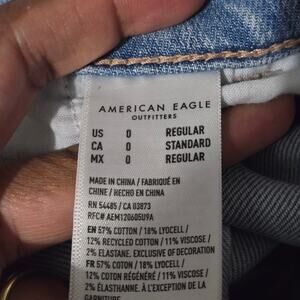 AMERICAN EAGLE
OUTFITTERS
US 0 REGULAR
CA 0 STANDARD
MX 0 REGULAR
MADE IN CHINA / FABRIQUÉ EN
CHINE / HECHO EN CHINA
RN 54485 / CA 03873
RFC# AEM12060SU9A
EN 57% COTTON / 18% LYOCELL /
12% RECYCLED COTTON / 11% VISCOSE /
2% ELASTANE. EXCLUSIVE OF DECORATION
FR 57% COTON / 18% LYOCELL /
12% COTON RÉGÉNÉRÉ / 11% VISCOSE /
2% ÉLASTHANNE. À L'EXCEPTION DE LA
GARNITURE